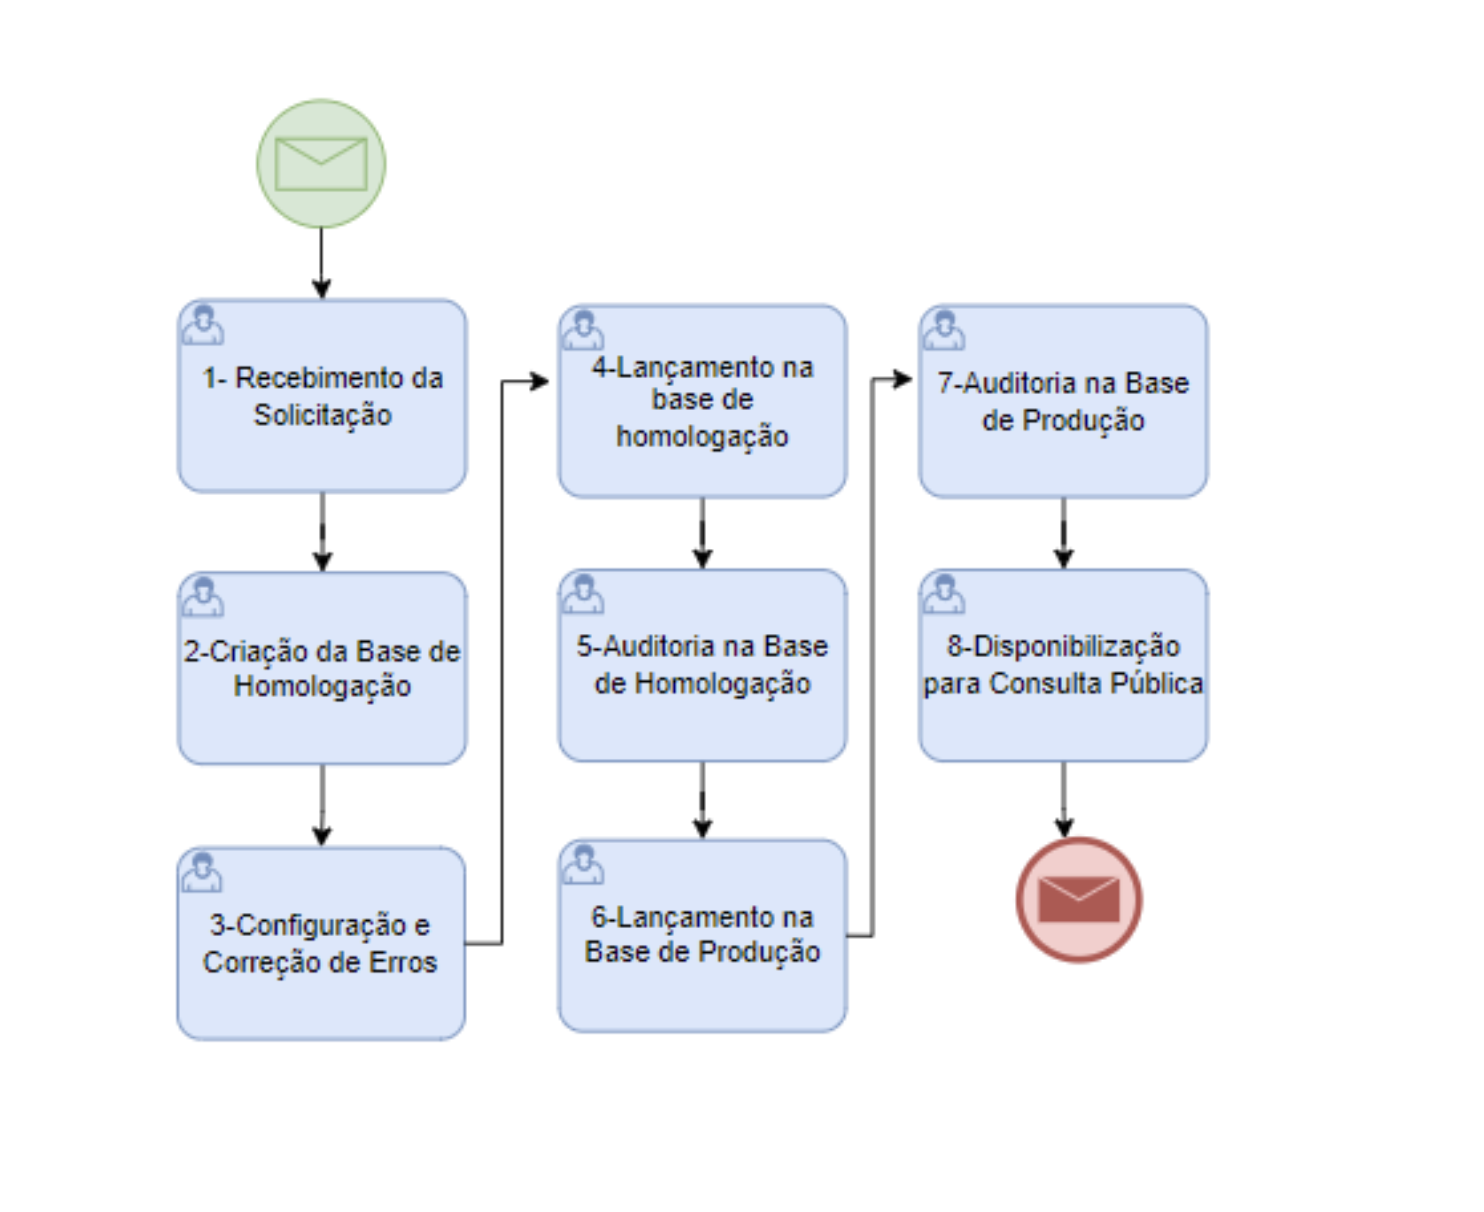 1- Recebimento da
Solicitação
2-Criação da Base de
Homologação
3-Configuração e
Correção de Erros
4-Lançamento na
base de
homologação
5-Auditoria na Base
de Homologação
6-Lançamento na
Base de Produção
7-Auditoria na Base
de Produção
8-Disponibilização
para Consulta Pública